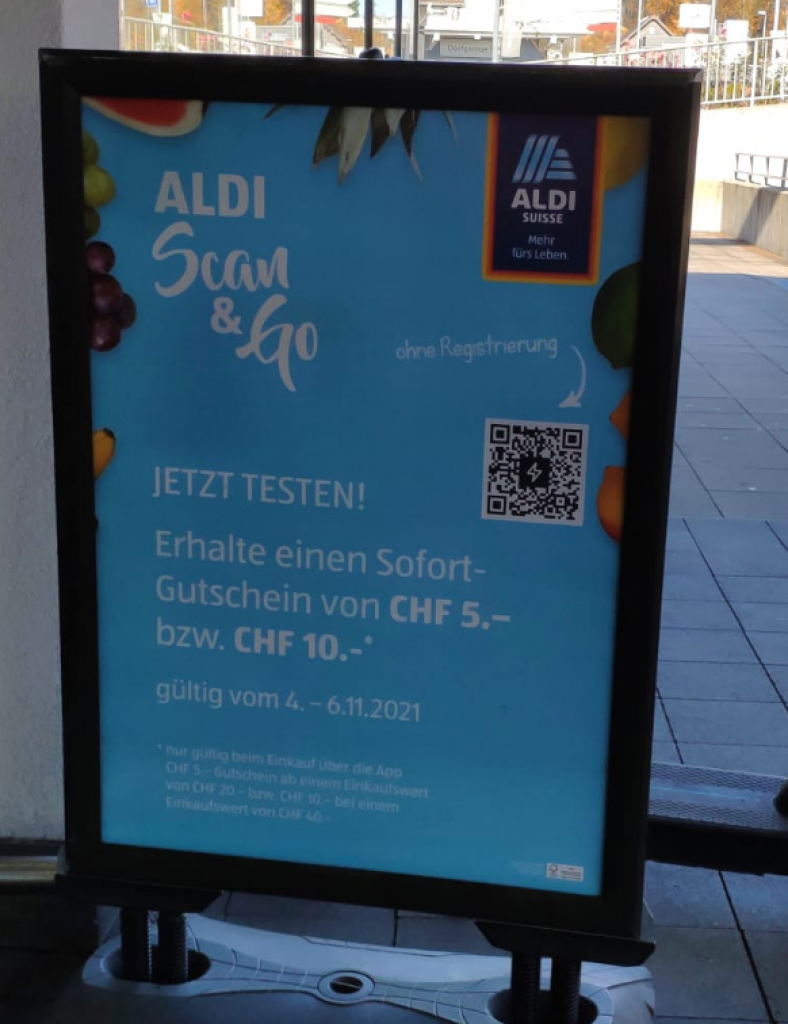 Dorfgarage
ALDI
Scan
& Go
ALDI
SUISSE
Mehr
fürs Leben.
ohne Registrierung
JETZT TESTEN!
Erhalte einen Sofort-
Gutschein von CHF 5.–
bzw. CHF 10.-*
gültig vom 4. – 6.11.2021
* nur gültig beim Einkauf über die App
CHF 5.- Gutschein ab einem Einkaufswert
von CHF 20.- bzw. CHF 10.- bei einem
Einkaufswert von CHF 40.-